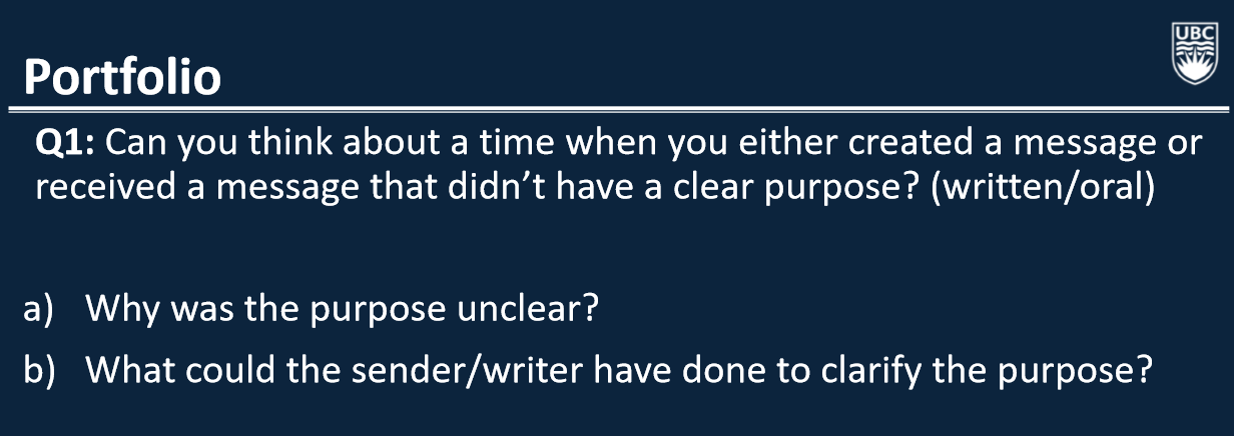 UBC
Portfolio
Q1: Can you think about a time when you either created a message or
received a message that didn’t have a clear purpose? (written/oral)
a) Why was the purpose unclear?
b) What could the sender/writer have done to clarify the purpose?